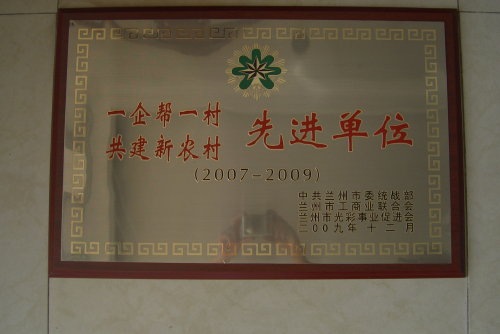 一企帮一村
共建新农村
先进单位
(2007-2009)
中共兰州市委统战部
兰州市工商业联合会
兰州市光彩事业促进会
二00九年十二月